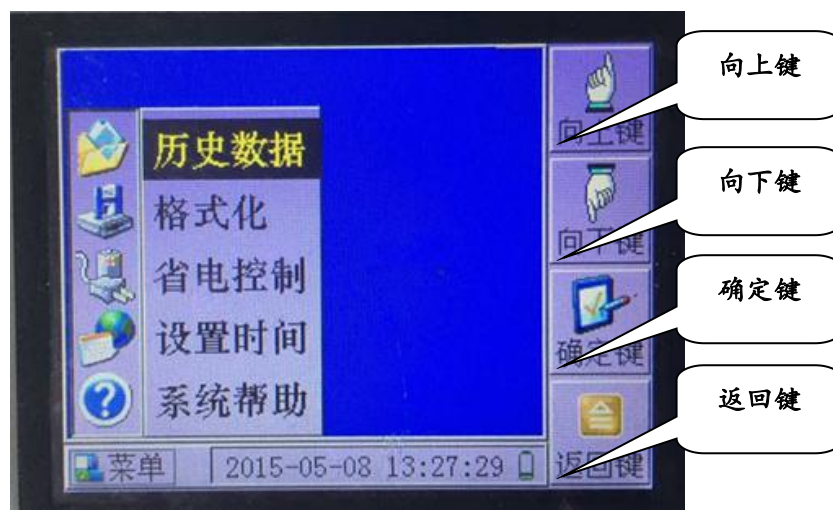 历史数据
格式化
省电控制
设置时间
系统帮助
菜单
2015-05-08 13:27:29
向上键
向下键
确定键
返回键
向上键
向下键
确定键
返回键